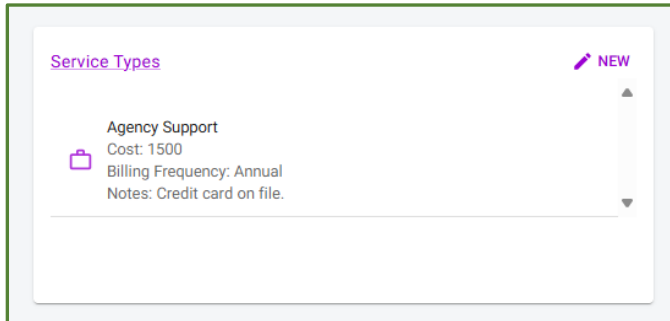 Service Types
NEW
Agency Support
Cost: 1500
Billing Frequency: Annual
Notes: Credit card on file.